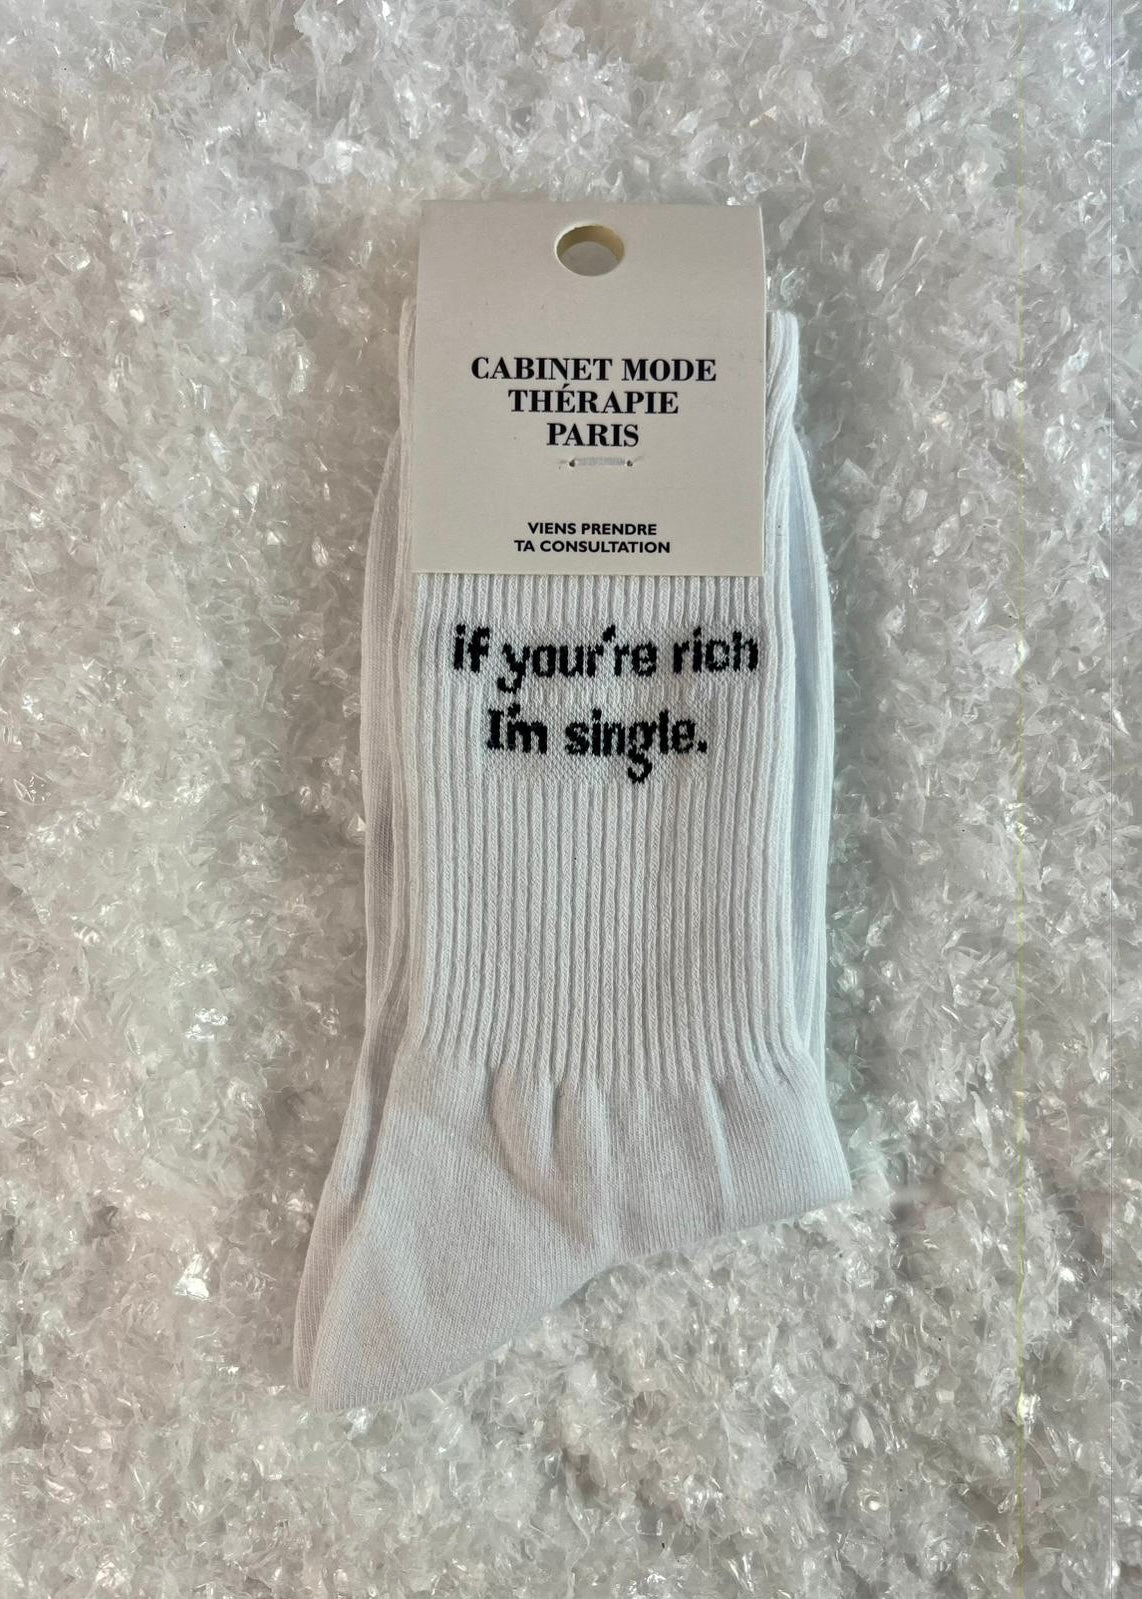 CABINET MODE
THÉRAPIE
PARIS
VIENS PRENDRE
TA CONSULTATION
if your're rich
I'm single.